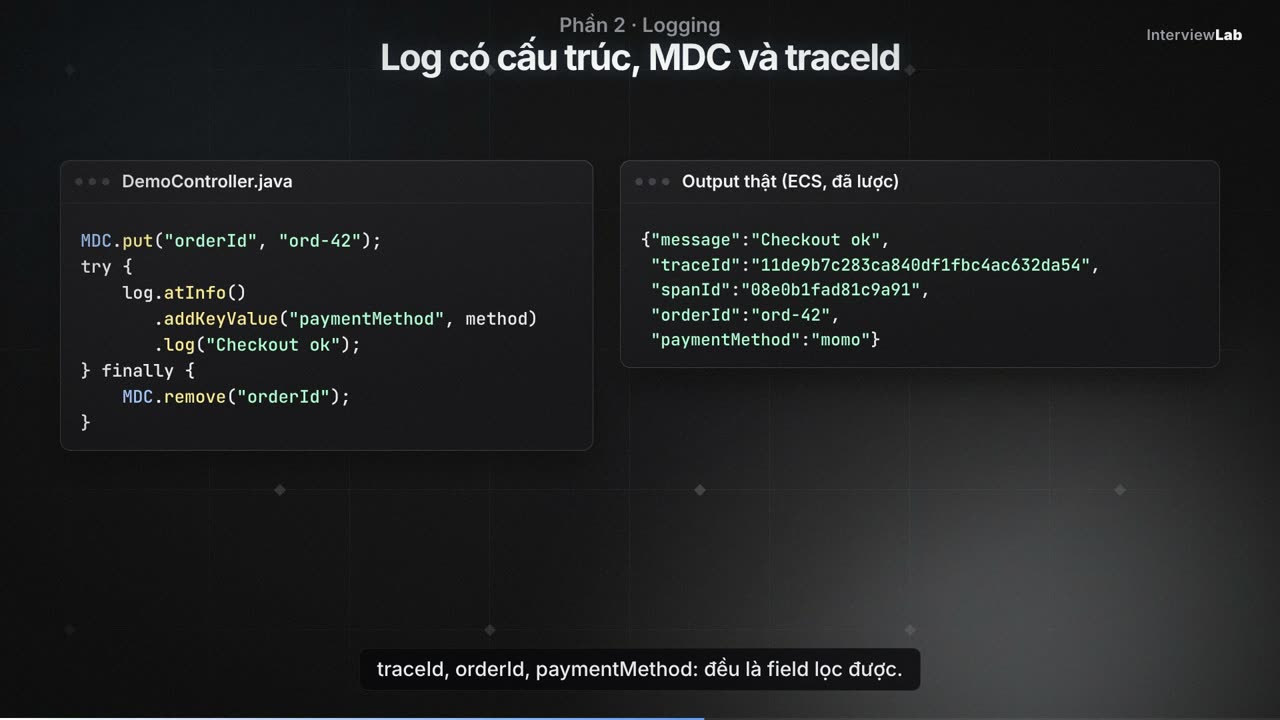 Phần 2 · Logging
Log có cấu trúc, MDC và traceId
InterviewLab
DemoController.java
MDC.put("orderId", "ord-42");
try {
    log.atInfo()
       .addKeyValue("paymentMethod", method)
       .log("Checkout ok");
} finally {
    MDC.remove("orderId");
}
Output thật (ECS, đã lược)
{"message":"Checkout ok",
 "traceId":"11de9b7c283ca840df1fbc4ac632da54",
 "spanId":"08e0b1fad81c9a91",
 "orderId":"ord-42",
 "paymentMethod":"momo"}
traceId, orderId, paymentMethod: đều là field lọc được.